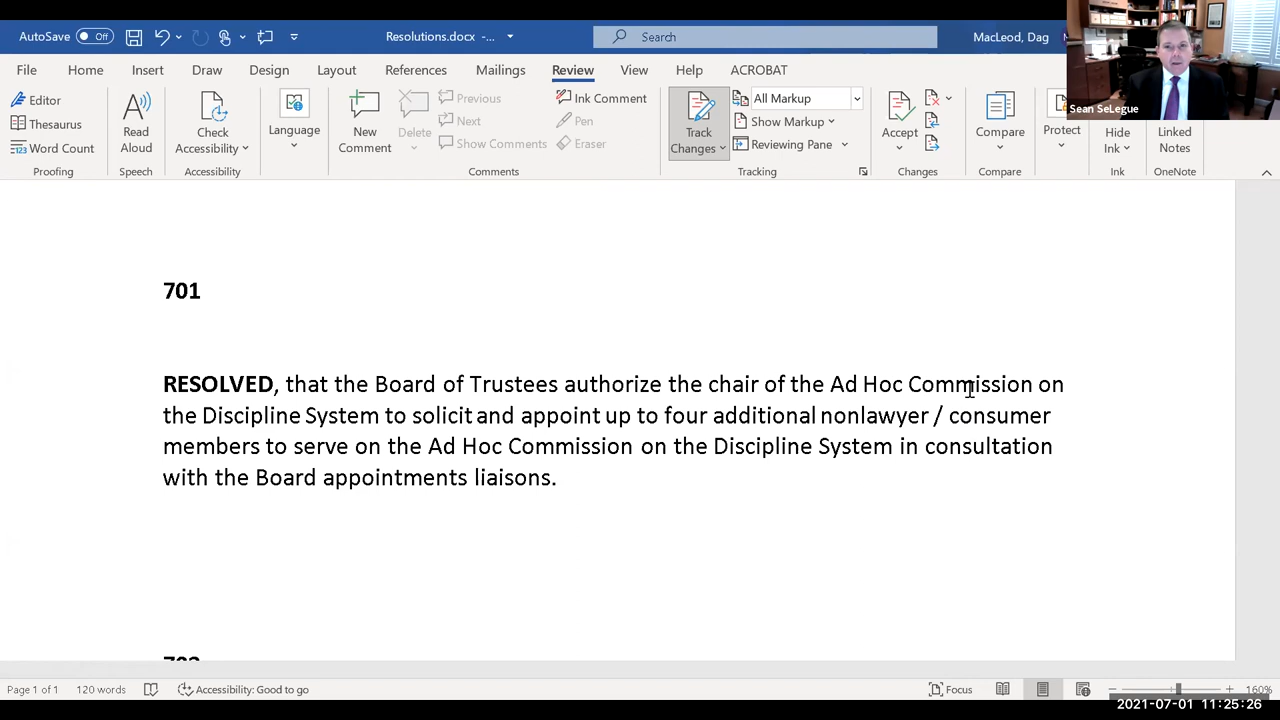 AutoSave Off Resolutions.docx -... Search MacLeod, Dag
File Home Insert Draw Design Layout References Mailings Review View Help ACROBAT
Sean SeLegue
Editor
Thesaurus
Word Count
Proofing
Read Aloud
Speech
Check Accessibility
Accessibility
Language
New Comment
Delete
Previous
Next
Show Comments
Comments
Ink Comment
Pen
Eraser
Track Changes
All Markup
Show Markup
Reviewing Pane
Tracking
Accept
Changes
Compare
Compare
Protect
Hide Ink
Ink
Linked Notes
OneNote
701
RESOLVED, that the Board of Trustees authorize the chair of the Ad Hoc Commission on
the Discipline System to solicit and appoint up to four additional nonlawyer / consumer
members to serve on the Ad Hoc Commission on the Discipline System in consultation
with the Board appointments liaisons.
Page 1 of 1 120 words Accessibility: Good to go Focus 160%
2021-07-01 11:25:26